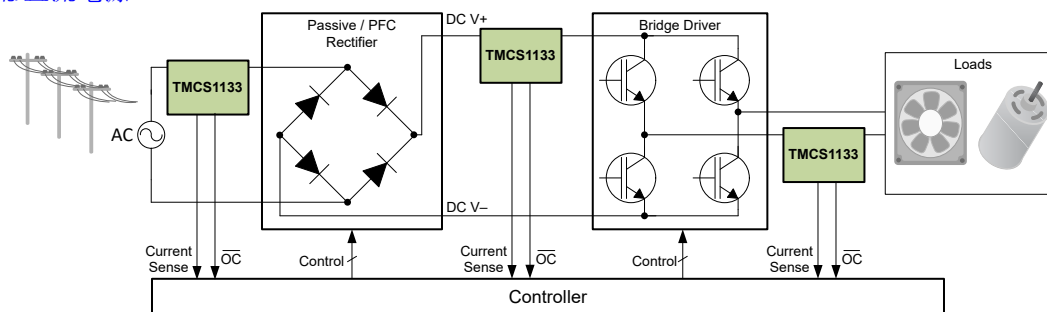 Passive / PFC
Rectifier
DC V+
Bridge Driver
Loads
TMCS1133
TMCS1133
AC
TMCS1133
DC V–
Current
Sense
OC
Control
Current
Sense
OC
Control
Current
Sense
OC
Controller